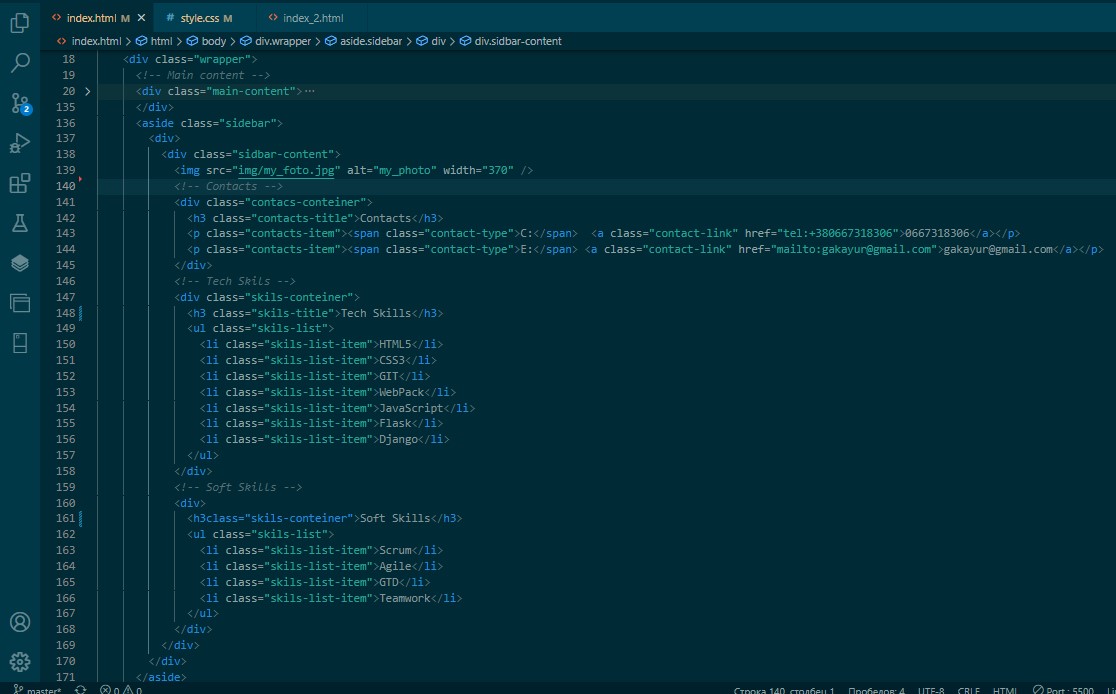 index.html M
style.css M
index_2.html
index.html > html > body > div.wrapper > aside.sidebar > div > div.sidbar-content
18 <div class="wrapper">
19 <!-- Main content -->
20 <div class="main-content">···
135 </div>
136 <aside class="sidebar">
137 <div>
138 <div class="sidbar-content">
139 <img src="img/my_foto.jpg" alt="my_photo" width="370" />
140 <!-- Contacts -->
141 <div class="contacs-conteiner">
142 <h3 class="contacts-title">Contacts</h3>
143 <p class="contacts-item"><span class="contact-type">C:</span>  <a class="contact-link" href="tel:+380667318306">0667318306</a></p>
144 <p class="contacts-item"><span class="contact-type">E:</span> <a class="contact-link" href="mailto:gakayur@gmail.com">gakayur@gmail.com</a></p>
145 </div>
146 <!-- Tech Skils -->
147 <div class="skils-conteiner">
148 <h3 class="skils-title">Tech Skills</h3>
149 <ul class="skils-list">
150 <li class="skils-list-item">HTML5</li>
151 <li class="skils-list-item">CSS3</li>
152 <li class="skils-list-item">GIT</li>
153 <li class="skils-list-item">WebPack</li>
154 <li class="skils-list-item">JavaScript</li>
155 <li class="skils-list-item">Flask</li>
156 <li class="skils-list-item">Django</li>
157 </ul>
158 </div>
159 <!-- Soft Skills -->
160 <div>
161 <h3class="skils-conteiner">Soft Skills</h3>
162 <ul class="skils-list">
163 <li class="skils-list-item">Scrum</li>
164 <li class="skils-list-item">Agile</li>
165 <li class="skils-list-item">GTD</li>
166 <li class="skils-list-item">Teamwork</li>
167 </ul>
168 </div>
169 </div>
170 </div>
171 </aside>
2
master* 0 0 Строка 140, столбец 1 Пробелов: 4 UTF-8 CRLF HTML Port : 5500